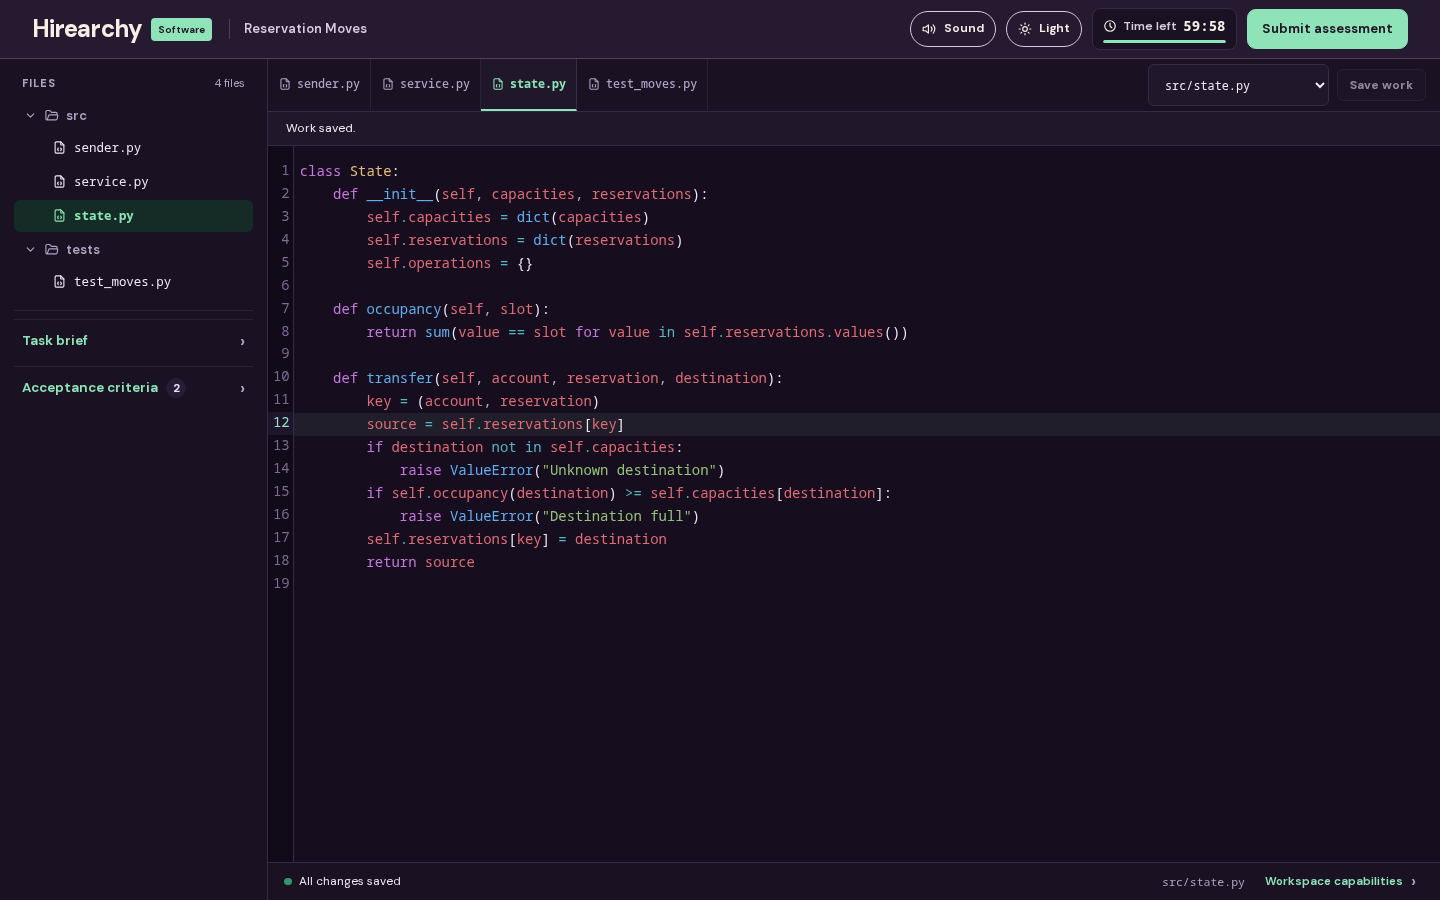 Hirearchy Software Reservation Moves Sound Light Time left 59:58 Submit assessment
FILES 4 files
src
sender.py
service.py
state.py
tests
test_moves.py
Task brief ›
Acceptance criteria 2 ›
sender.py service.py state.py test_moves.py src/state.py Save work
Work saved.
1 class State:
2     def __init__(self, capacities, reservations):
3         self.capacities = dict(capacities)
4         self.reservations = dict(reservations)
5         self.operations = {}
6
7     def occupancy(self, slot):
8         return sum(value == slot for value in self.reservations.values())
9
10     def transfer(self, account, reservation, destination):
11         key = (account, reservation)
12         source = self.reservations[key]
13         if destination not in self.capacities:
14             raise ValueError("Unknown destination")
15         if self.occupancy(destination) >= self.capacities[destination]:
16             raise ValueError("Destination full")
17         self.reservations[key] = destination
18         return source
19
All changes saved src/state.py Workspace capabilities ›